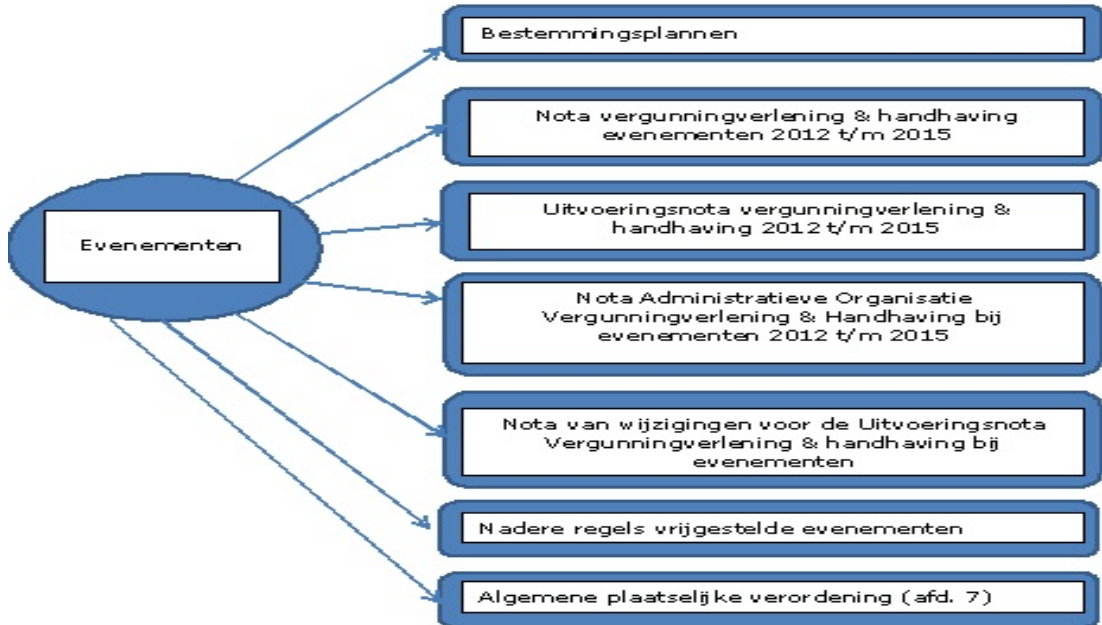 Bestemmingsplannen
Nota vergunningverlening & handhaving
evenementen 2012 t/m 2015
Uitvoeringsnota vergunningverlening &
handhaving 2012 t/m 2015
Evenementen
Nota Administratieve Organisatie
Vergunningverlening & Handhaving bij
evenementen 2012 t/m 2015
Nota van wijzigingen voor de Uitvoeringsnota
Vergunningverlening & handhaving bij
evenementen
Nadere regels vrijgestelde evenementen
Algemene plaatselijke verordening (afd. 7)